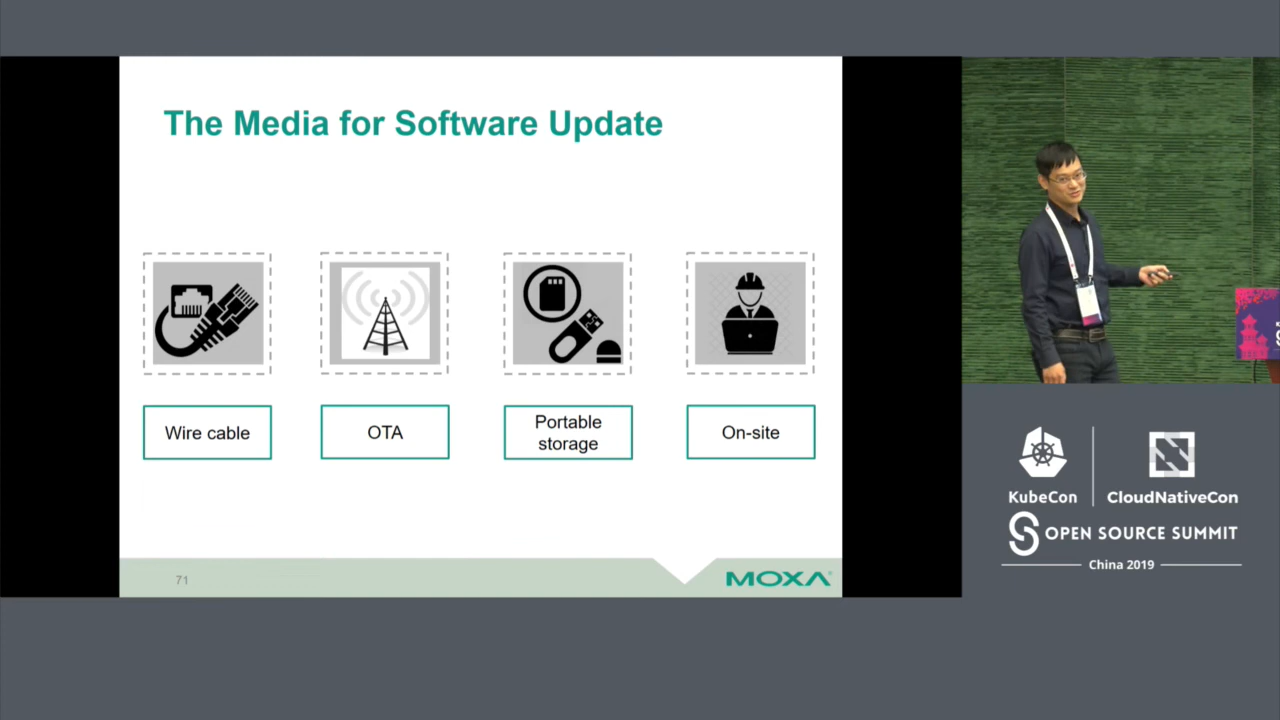 The Media for Software Update
Wire cable
OTA
Portable
storage
On-site
71
MOXA
KubeCon
CloudNativeCon
OPEN SOURCE SUMMIT
China 2019